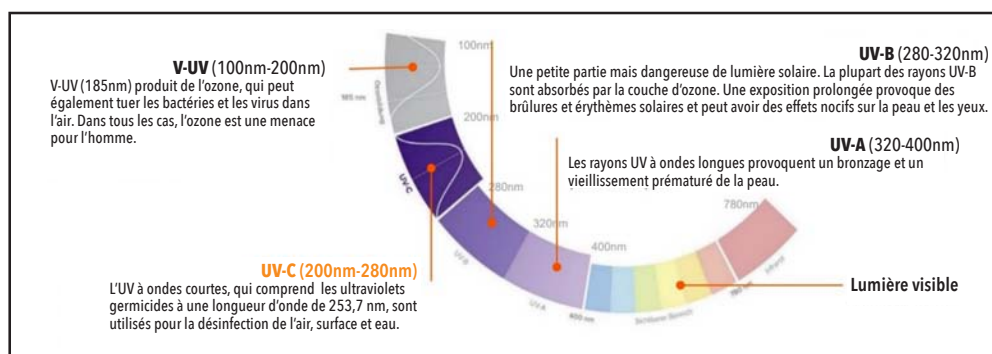 V-UV (100nm-200nm)
V-UV (185nm) produit de l'ozone, qui peut
également tuer les bactéries et les virus dans
l'air. Dans tous les cas, l'ozone est une menace
pour l'homme.
UV-B (280-320nm)
Une petite partie mais dangereuse de lumière solaire. La plupart des rayons UV-B
sont absorbés par la couche d'ozone. Une exposition prolongée provoque des
brûlures et érythèmes solaires et peut avoir des effets nocifs sur la peau et les yeux.
UV-A (320-400nm)
Les rayons UV à ondes longues provoquent un bronzage et un
vieillissement prématuré de la peau.
UV-C (200nm-280nm)
L'UV à ondes courtes, qui comprend les ultraviolets
germicides à une longueur d'onde de 253,7 nm, sont
utilisés pour la désinfection de l'air, surface et eau.
Lumière visible
100nm
185 nm
Ozonbildung
200nm
UV-C
280nm
UV-B
320nm
UV-A
400nm
400 nm
Sichtbarer Bereich
780nm
780 nm
Infrarot